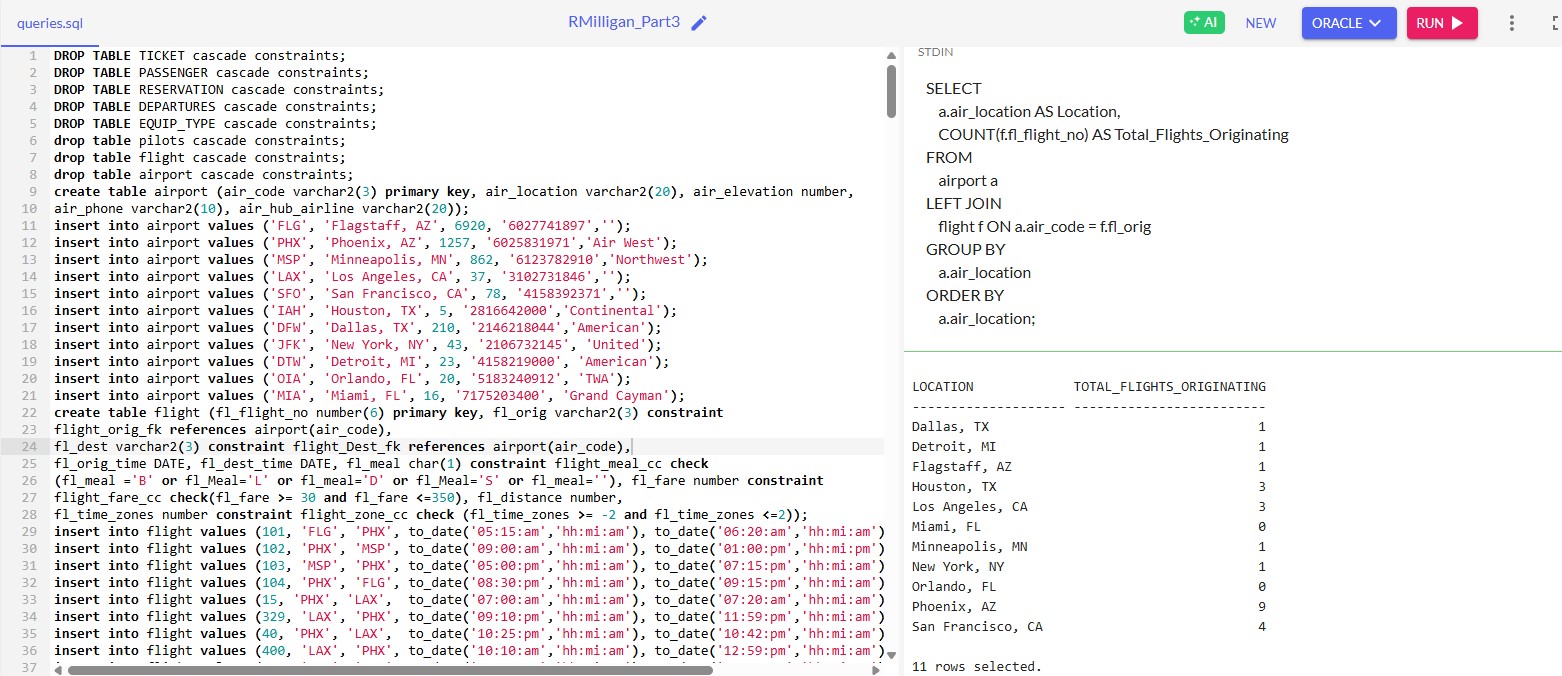 queries.sql
RMilligan_Part3
AI
NEW
ORACLE
RUN
1 DROP TABLE TICKET cascade constraints;
2 DROP TABLE PASSENGER cascade constraints;
3 DROP TABLE RESERVATION cascade constraints;
4 DROP TABLE DEPARTURES cascade constraints;
5 DROP TABLE EQUIP_TYPE cascade constraints;
6 drop table pilots cascade constraints;
7 drop table flight cascade constraints;
8 drop table airport cascade constraints;
9 create table airport (air_code varchar2(3) primary key, air_location varchar2(20), air_elevation number,
10 air_phone varchar2(10), air_hub_airline varchar2(20));
11 insert into airport values ('FLG', 'Flagstaff, AZ', 6920, '6027741897','');
12 insert into airport values ('PHX', 'Phoenix, AZ', 1257, '6025831971','Air West');
13 insert into airport values ('MSP', 'Minneapolis, MN', 862, '6123782910','Northwest');
14 insert into airport values ('LAX', 'Los Angeles, CA', 37, '3102731846','');
15 insert into airport values ('SFO', 'San Francisco, CA', 78, '4158392371','');
16 insert into airport values ('IAH', 'Houston, TX', 5, '2816642000','Continental');
17 insert into airport values ('DFW', 'Dallas, TX', 210, '2146218044','American');
18 insert into airport values ('JFK', 'New York, NY', 43, '2106732145', 'United');
19 insert into airport values ('DTW', 'Detroit, MI', 23, '4158219000', 'American');
20 insert into airport values ('OIA', 'Orlando, FL', 20, '5183240912', 'TWA');
21 insert into airport values ('MIA', 'Miami, FL', 16, '7175203400', 'Grand Cayman');
22 create table flight (fl_flight_no number(6) primary key, fl_orig varchar2(3) constraint
23 flight_orig_fk references airport(air_code),
24 fl_dest varchar2(3) constraint flight_Dest_fk references airport(air_code),
25 fl_orig_time DATE, fl_dest_time DATE, fl_meal char(1) constraint flight_meal_cc check
26 (fl_meal ='B' or fl_Meal='L' or fl_meal='D' or fl_Meal='S' or fl_meal=''), fl_fare number constraint
27 flight_fare_cc check(fl_fare >= 30 and fl_fare <=350), fl_distance number,
28 fl_time_zones number constraint flight_zone_cc check (fl_time_zones >= -2 and fl_time_zones <=2));
29 insert into flight values (101, 'FLG', 'PHX', to_date('05:15:am','hh:mi:am'), to_date('06:20:am','hh:mi:am')
30 insert into flight values (102, 'PHX', 'MSP', to_date('09:00:am','hh:mi:am'), to_date('01:00:pm','hh:mi:pm')
31 insert into flight values (103, 'MSP', 'PHX', to_date('05:00:pm','hh:mi:am'), to_date('07:15:pm','hh:mi:am')
32 insert into flight values (104, 'PHX', 'FLG', to_date('08:30:pm','hh:mi:am'), to_date('09:15:pm','hh:mi:am')
33 insert into flight values (15, 'PHX', 'LAX', to_date('07:00:am','hh:mi:am'), to_date('07:20:am','hh:mi:am')
34 insert into flight values (329, 'LAX', 'PHX', to_date('09:10:pm','hh:mi:am'), to_date('11:59:pm','hh:mi:am')
35 insert into flight values (40, 'PHX', 'LAX', to_date('10:25:pm','hh:mi:am'), to_date('10:42:pm','hh:mi:am')
36 insert into flight values (400, 'LAX', 'PHX', to_date('10:10:am','hh:mi:am'), to_date('12:59:pm','hh:mi:am')
37
STDIN
SELECT
a.air_location AS Location,
COUNT(f.fl_flight_no) AS Total_Flights_Originating
FROM
airport a
LEFT JOIN
flight f ON a.air_code = f.fl_orig
GROUP BY
a.air_location
ORDER BY
a.air_location;
LOCATION TOTAL_FLIGHTS_ORIGINATING
-------------------- -------------------------
Dallas, TX 1
Detroit, MI 1
Flagstaff, AZ 1
Houston, TX 3
Los Angeles, CA 3
Miami, FL 0
Minneapolis, MN 1
New York, NY 1
Orlando, FL 0
Phoenix, AZ 9
San Francisco, CA 4
11 rows selected.